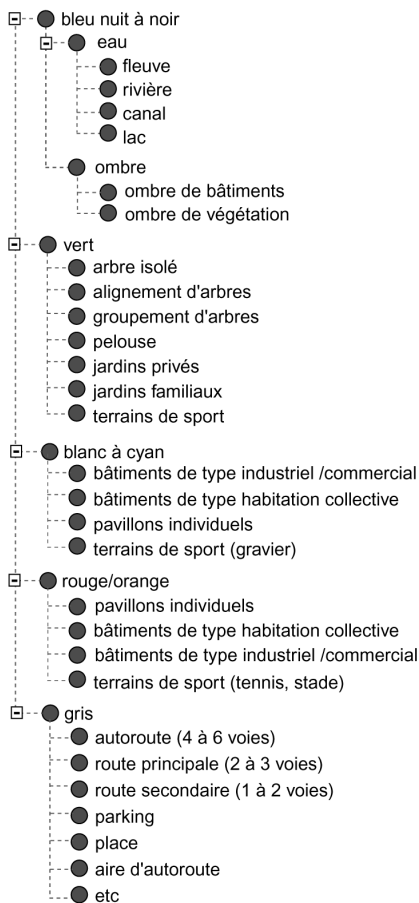 bleu nuit à noir
eau
fleuve
rivière
canal
lac
ombre
ombre de bâtiments
ombre de végétation
vert
arbre isolé
alignement d'arbres
groupement d'arbres
pelouse
jardins privés
jardins familiaux
terrains de sport
blanc à cyan
bâtiments de type industriel /commercial
bâtiments de type habitation collective
pavillons individuels
terrains de sport (gravier)
rouge/orange
pavillons individuels
bâtiments de type habitation collective
bâtiments de type industriel /commercial
terrains de sport (tennis, stade)
gris
autoroute (4 à 6 voies)
route principale (2 à 3 voies)
route secondaire (1 à 2 voies)
parking
place
aire d'autoroute
etc